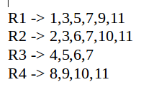 R1 -> 1,3,5,7,9,11
R2 -> 2,3,6,7,10,11
R3 -> 4,5,6,7
R4 -> 8,9,10,11